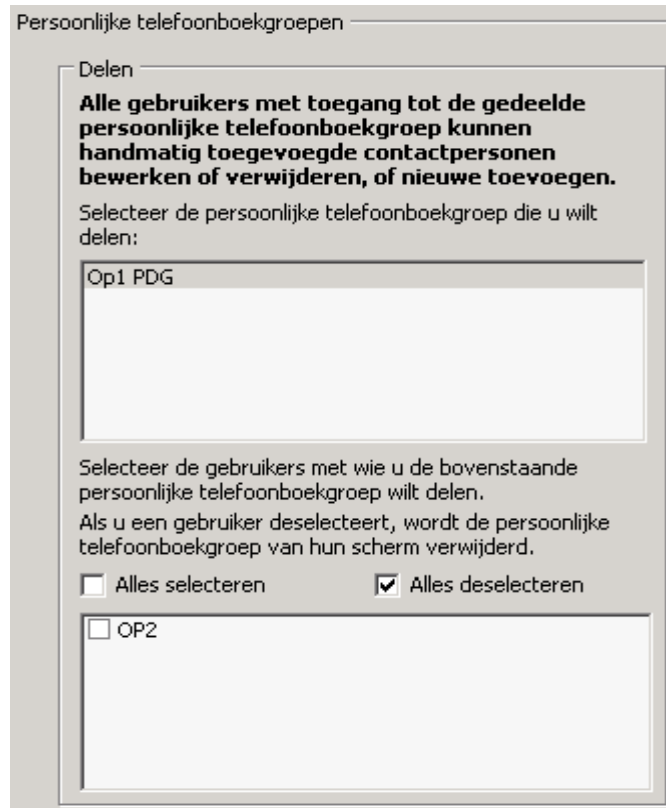 Persoonlijke telefoonboekgroepen
Delen
Alle gebruikers met toegang tot de gedeelde
persoonlijke telefoonboekgroep kunnen
handmatig toegevoegde contactpersonen
bewerken of verwijderen, of nieuwe toevoegen.
Selecteer de persoonlijke telefoonboekgroep die u wilt
delen:
Op1 PDG
Selecteer de gebruikers met wie u de bovenstaande
persoonlijke telefoonboekgroep wilt delen.
Als u een gebruiker deselecteert, wordt de persoonlijke
telefoonboekgroep van hun scherm verwijderd.
Alles selecteren Alles deselecteren
OP2